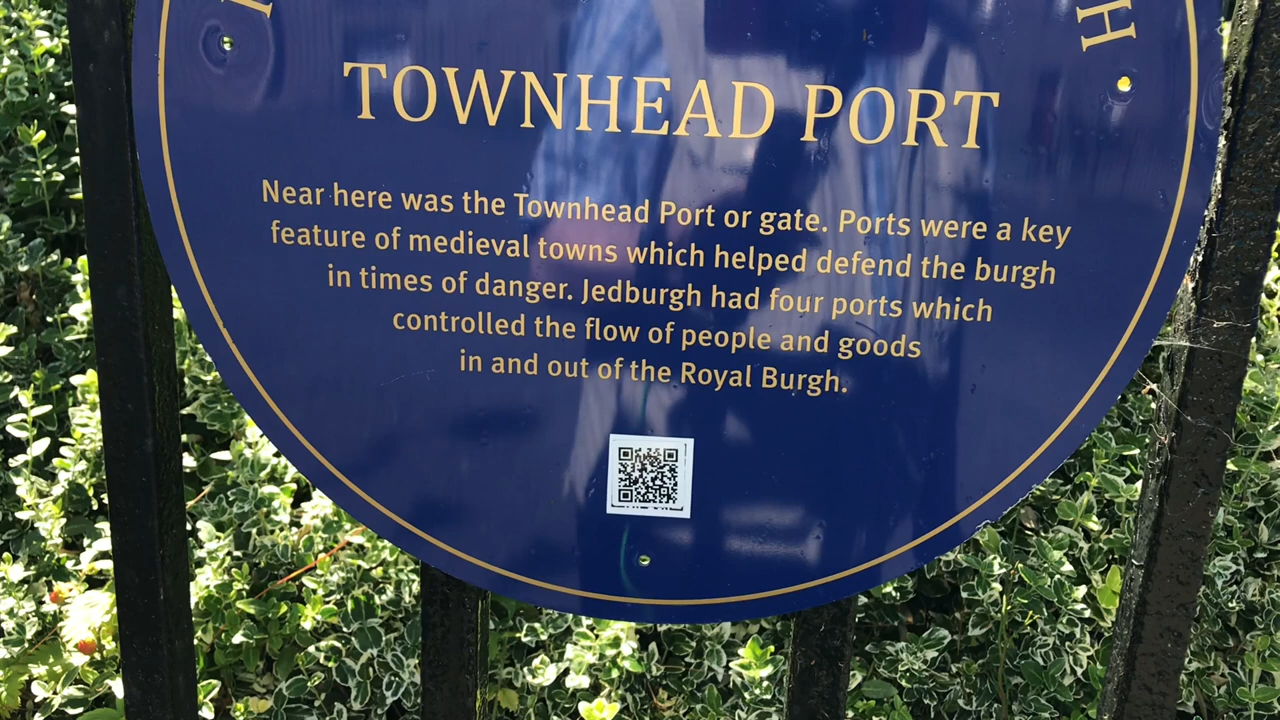 TOWNHEAD PORT
Near here was the Townhead Port or gate. Ports were a key
feature of medieval towns which helped defend the burgh
in times of danger. Jedburgh had four ports which
controlled the flow of people and goods
in and out of the Royal Burgh.